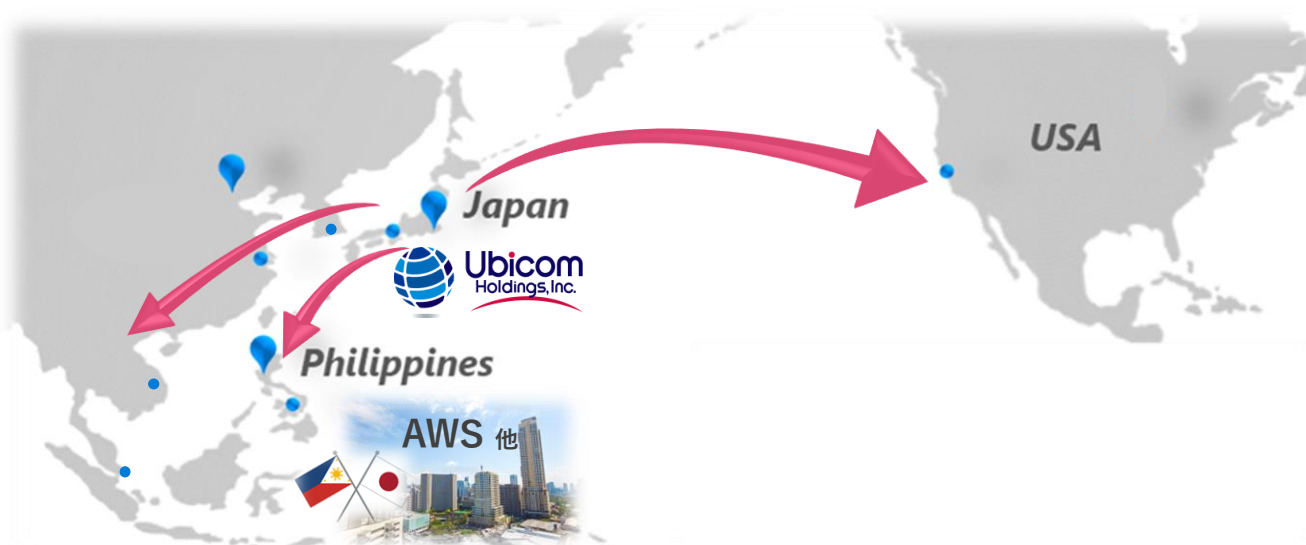 USA
Japan
Ubicom
Holdings,Inc.
Philippines
AWS 他